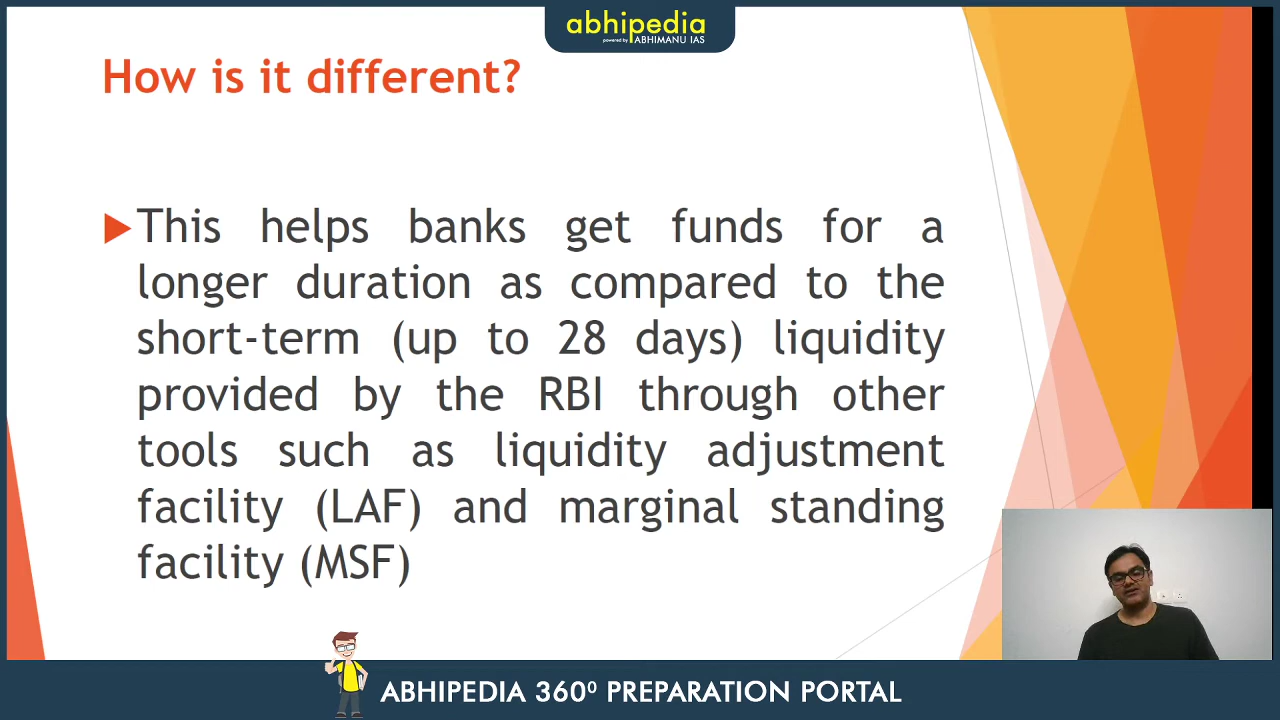 abhipedia
powered by ABHIMANU IAS
How is it different?
This helps banks get funds for a
longer duration as compared to the
short-term (up to 28 days) liquidity
provided by the RBI through other
tools such as liquidity adjustment
facility (LAF) and marginal standing
facility (MSF)
ABHIPEDIA 360⁰ PREPARATION PORTAL